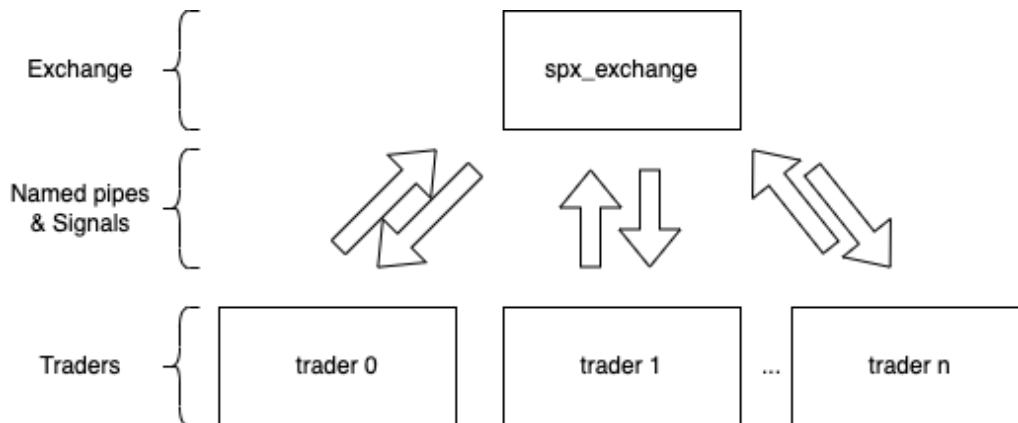 Exchange
spx_exchange
Named pipes
& Signals
Traders
trader 0
trader 1
...
trader n